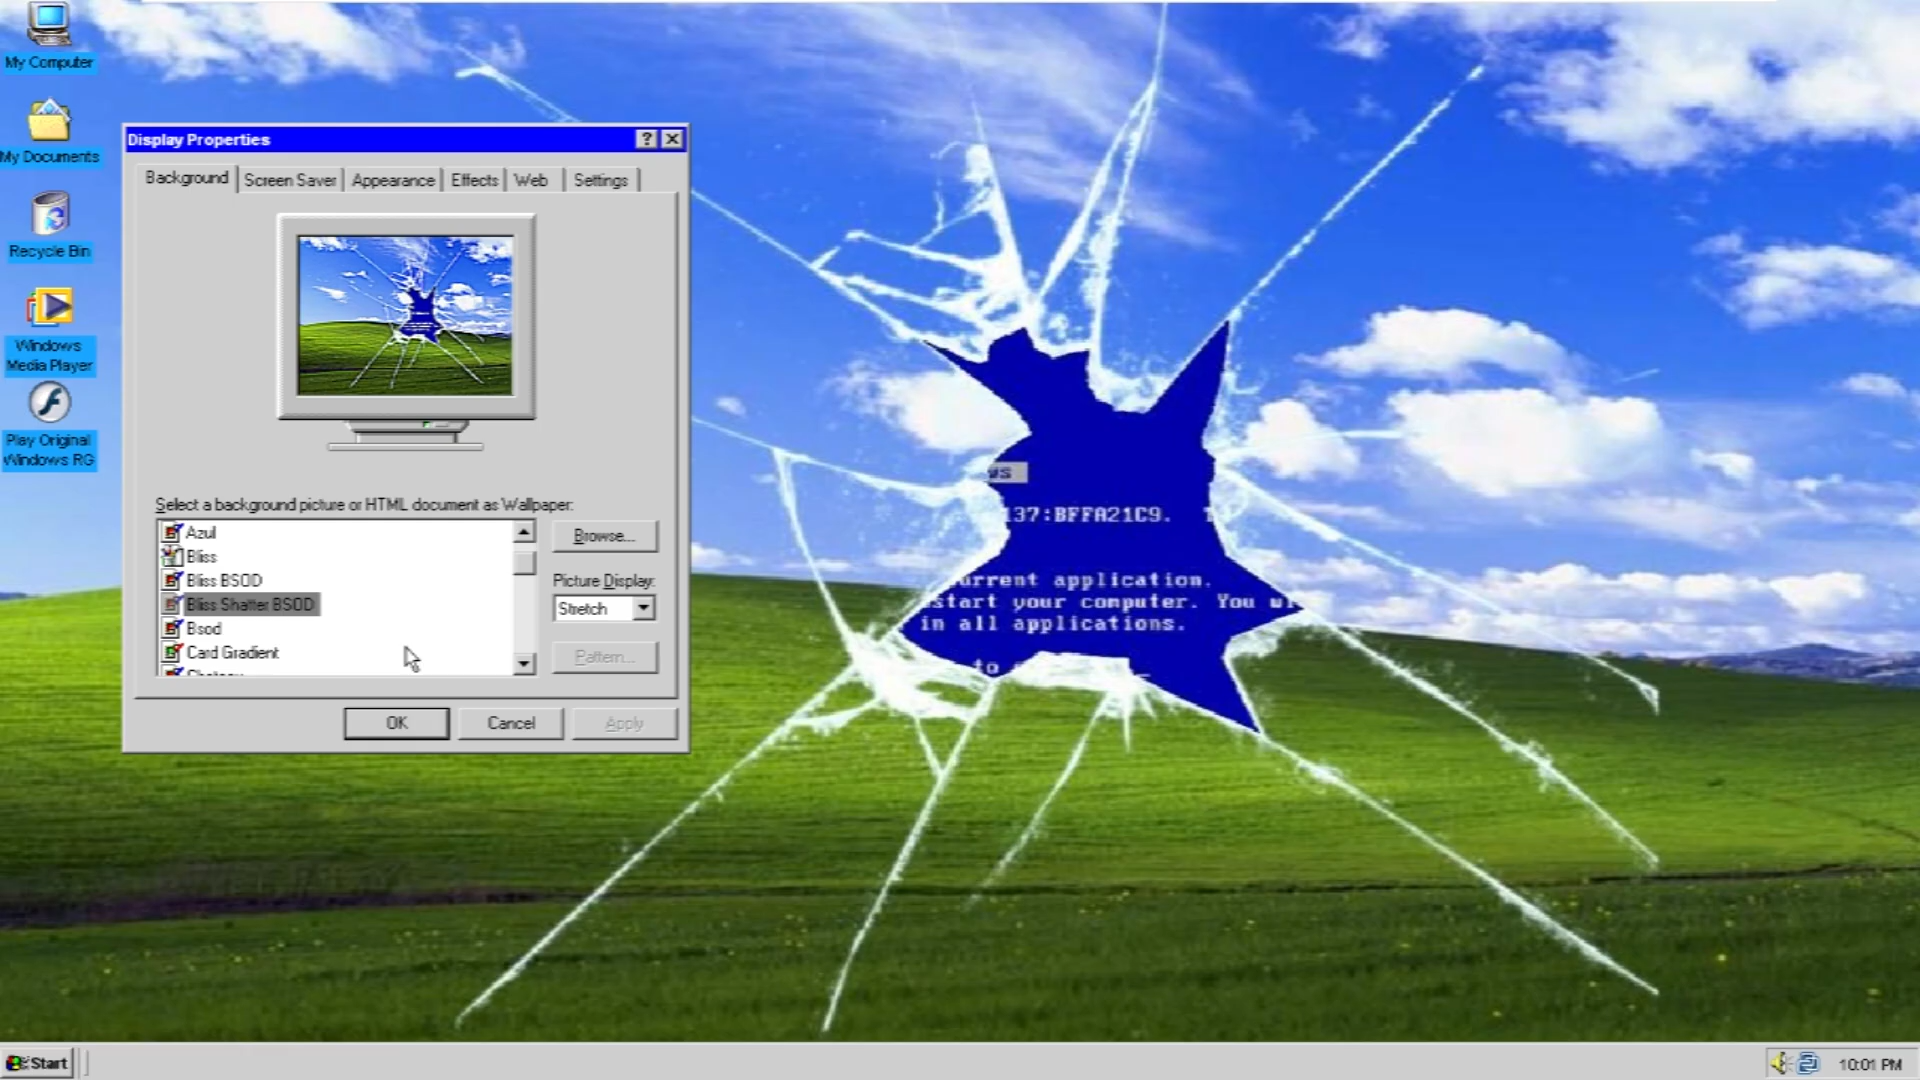 My Computer
My Documents
Recycle Bin
Windows
Media Player
Play Original
Windows RG
Display Properties
Background
Screen Saver
Appearance
Effects
Web
Settings
Select a background picture or HTML document as Wallpaper:
Azul
Bliss
Bliss BSOD
Bliss Shatter BSOD
Bsod
Card Gradient
Browse...
Picture Display:
Stretch
Pattern...
OK
Cancel
Apply
ws
137:BFFA21C9.
urrent application.
start your computer. You wi
in all applications.
to
Start
10:01 PM